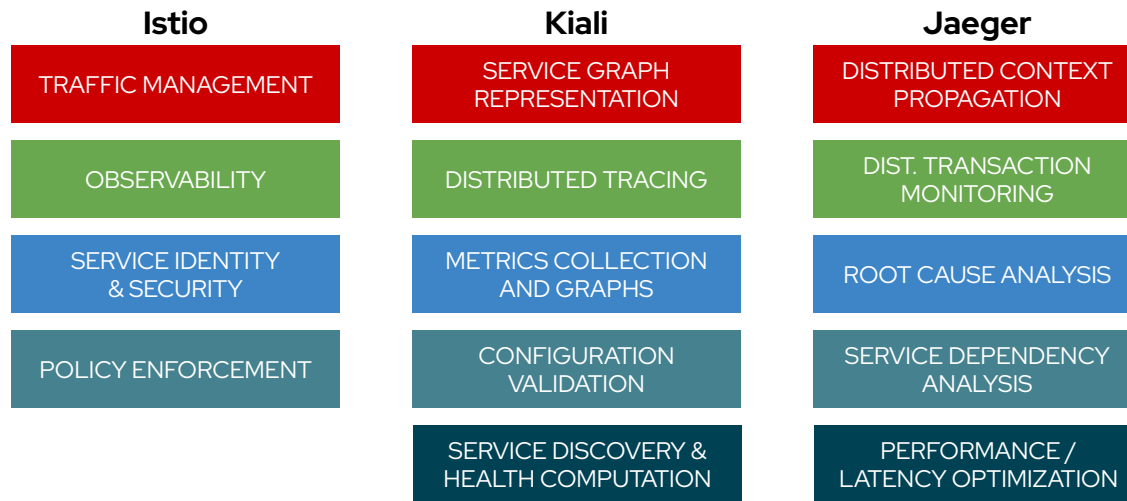 Istio
TRAFFIC MANAGEMENT
OBSERVABILITY
SERVICE IDENTITY
& SECURITY
POLICY ENFORCEMENT
Kiali
SERVICE GRAPH
REPRESENTATION
DISTRIBUTED TRACING
METRICS COLLECTION
AND GRAPHS
CONFIGURATION
VALIDATION
SERVICE DISCOVERY &
HEALTH COMPUTATION
Jaeger
DISTRIBUTED CONTEXT
PROPAGATION
DIST. TRANSACTION
MONITORING
ROOT CAUSE ANALYSIS
SERVICE DEPENDENCY
ANALYSIS
PERFORMANCE /
LATENCY OPTIMIZATION